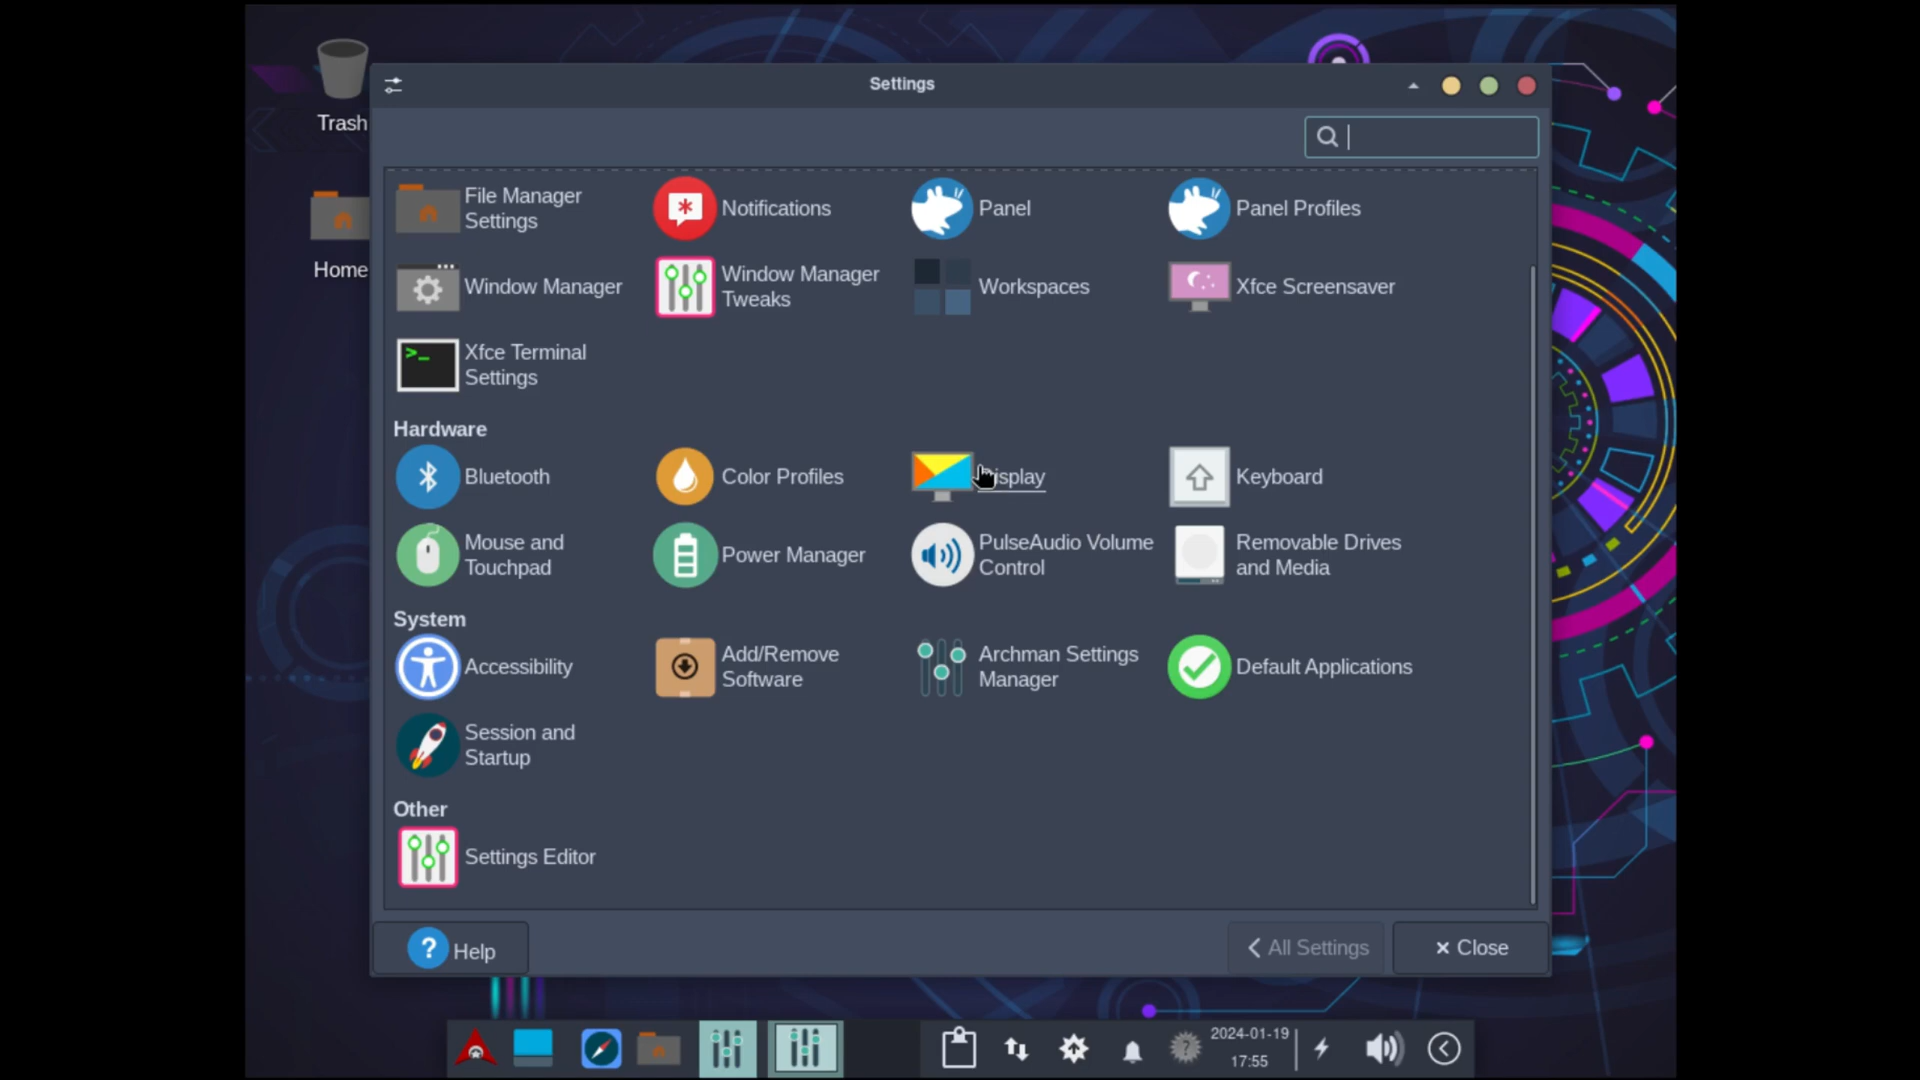 Settings
Trash
Home
File Manager
Settings
Notifications
Panel
Panel Profiles
Window Manager
Window Manager
Tweaks
Workspaces
Xfce Screensaver
>_
Xfce Terminal
Settings
Hardware
Bluetooth
Color Profiles
isplay
Keyboard
Mouse and
Touchpad
Power Manager
PulseAudio Volume
Control
Removable Drives
and Media
System
Accessibility
Add/Remove
Software
Archman Settings
Manager
Default Applications
Session and
Startup
Other
Settings Editor
? Help
All Settings
× Close
2024-01-19
17:55